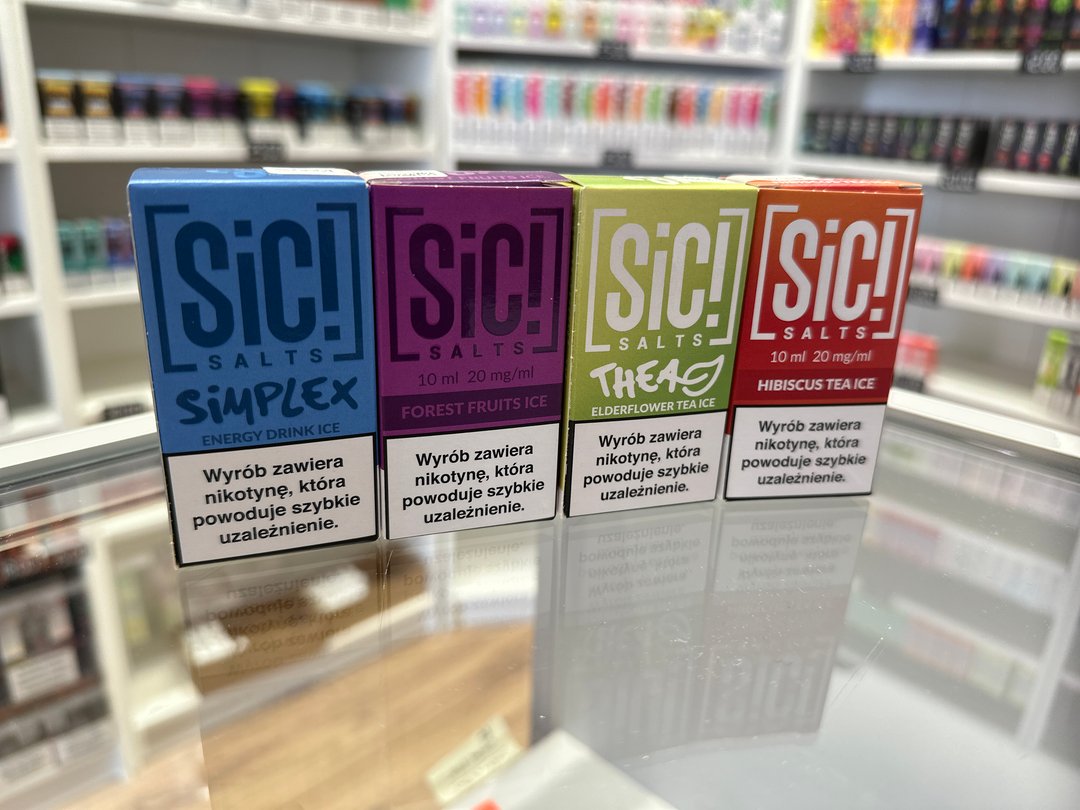 SiC!
SALTS
SiMPLEX
ENERGY DRINK ICE
Wyrób zawiera
nikotynę, która
powoduje szybkie
uzależnienie.
FRUITS ICE
SiC!
SALTS
10 ml 20 mg/ml
FOREST FRUITS ICE
Wyrób zawiera
nikotynę, która
powoduje szybkie
uzależnienie.
SiC!
SALTS
THEA
ELDERFLOWER TEA ICE
Wyrób zawiera
nikotynę, która
powoduje szybkie
uzależnienie.
SiC!
SALTS
10 ml 20 mg/ml
HIBISCUS TEA ICE
Wyrób zawiera
nikotynę, która
powoduje szybkie
uzależnienie.